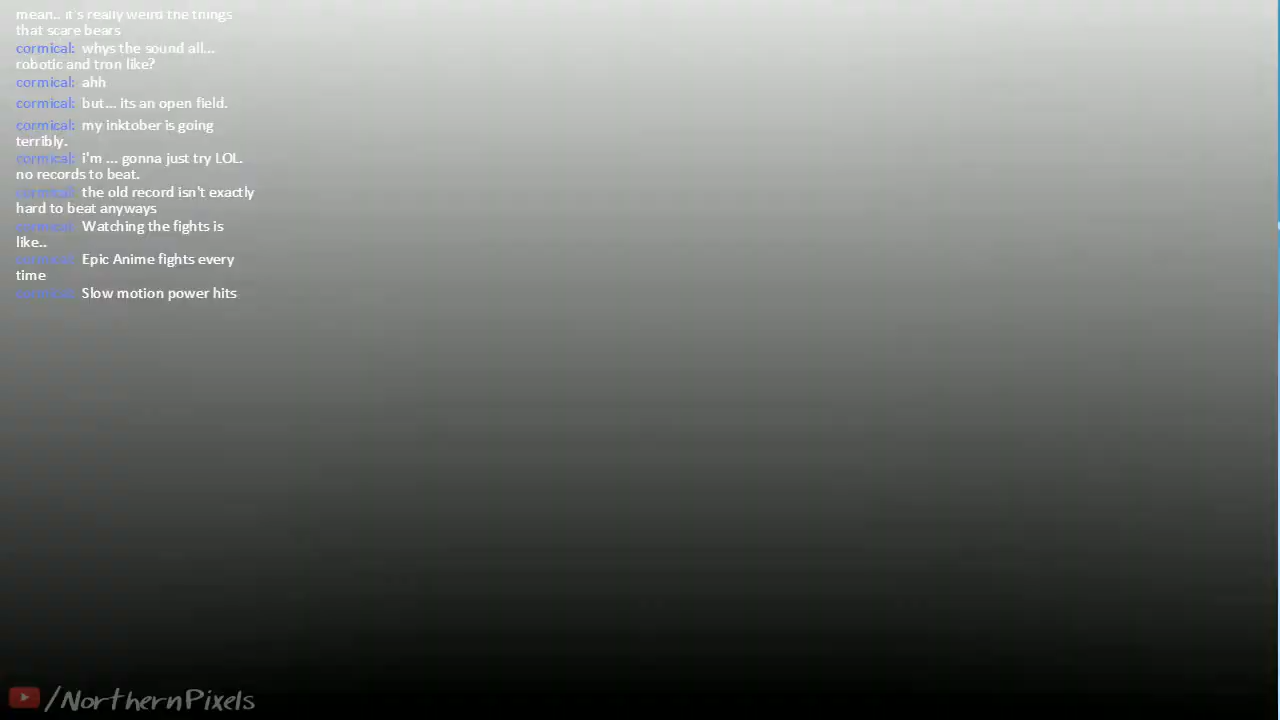 mean.. it's really weird the things
that scare bears
cormical: whys the sound all...
robotic and tron like?
cormical: ahh
cormical: but... its an open field.
cormical: my inktober is going
terribly.
cormical: i'm ... gonna just try LOL.
no records to beat.
cormical: the old record isn't exactly
hard to beat anyways
cormical: Watching the fights is
like..
cormical: Epic Anime fights every
time
cormical: Slow motion power hits
/NorthernPixels